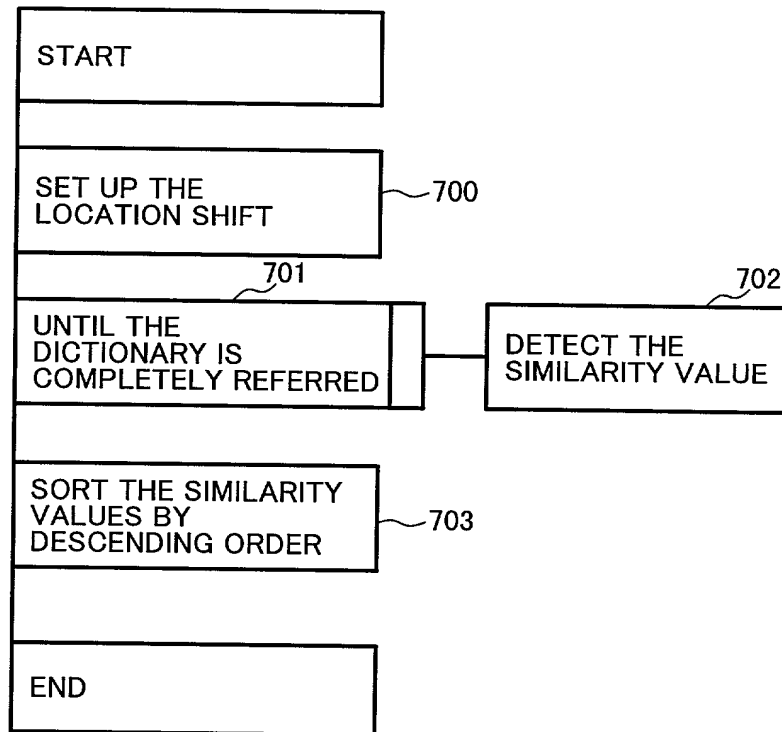 START
SET UP THE
LOCATION SHIFT
700
701
UNTIL THE
DICTIONARY IS
COMPLETELY REFERRED
702
DETECT THE
SIMILARITY VALUE
SORT THE SIMILARITY
VALUES BY
DESCENDING ORDER
703
END